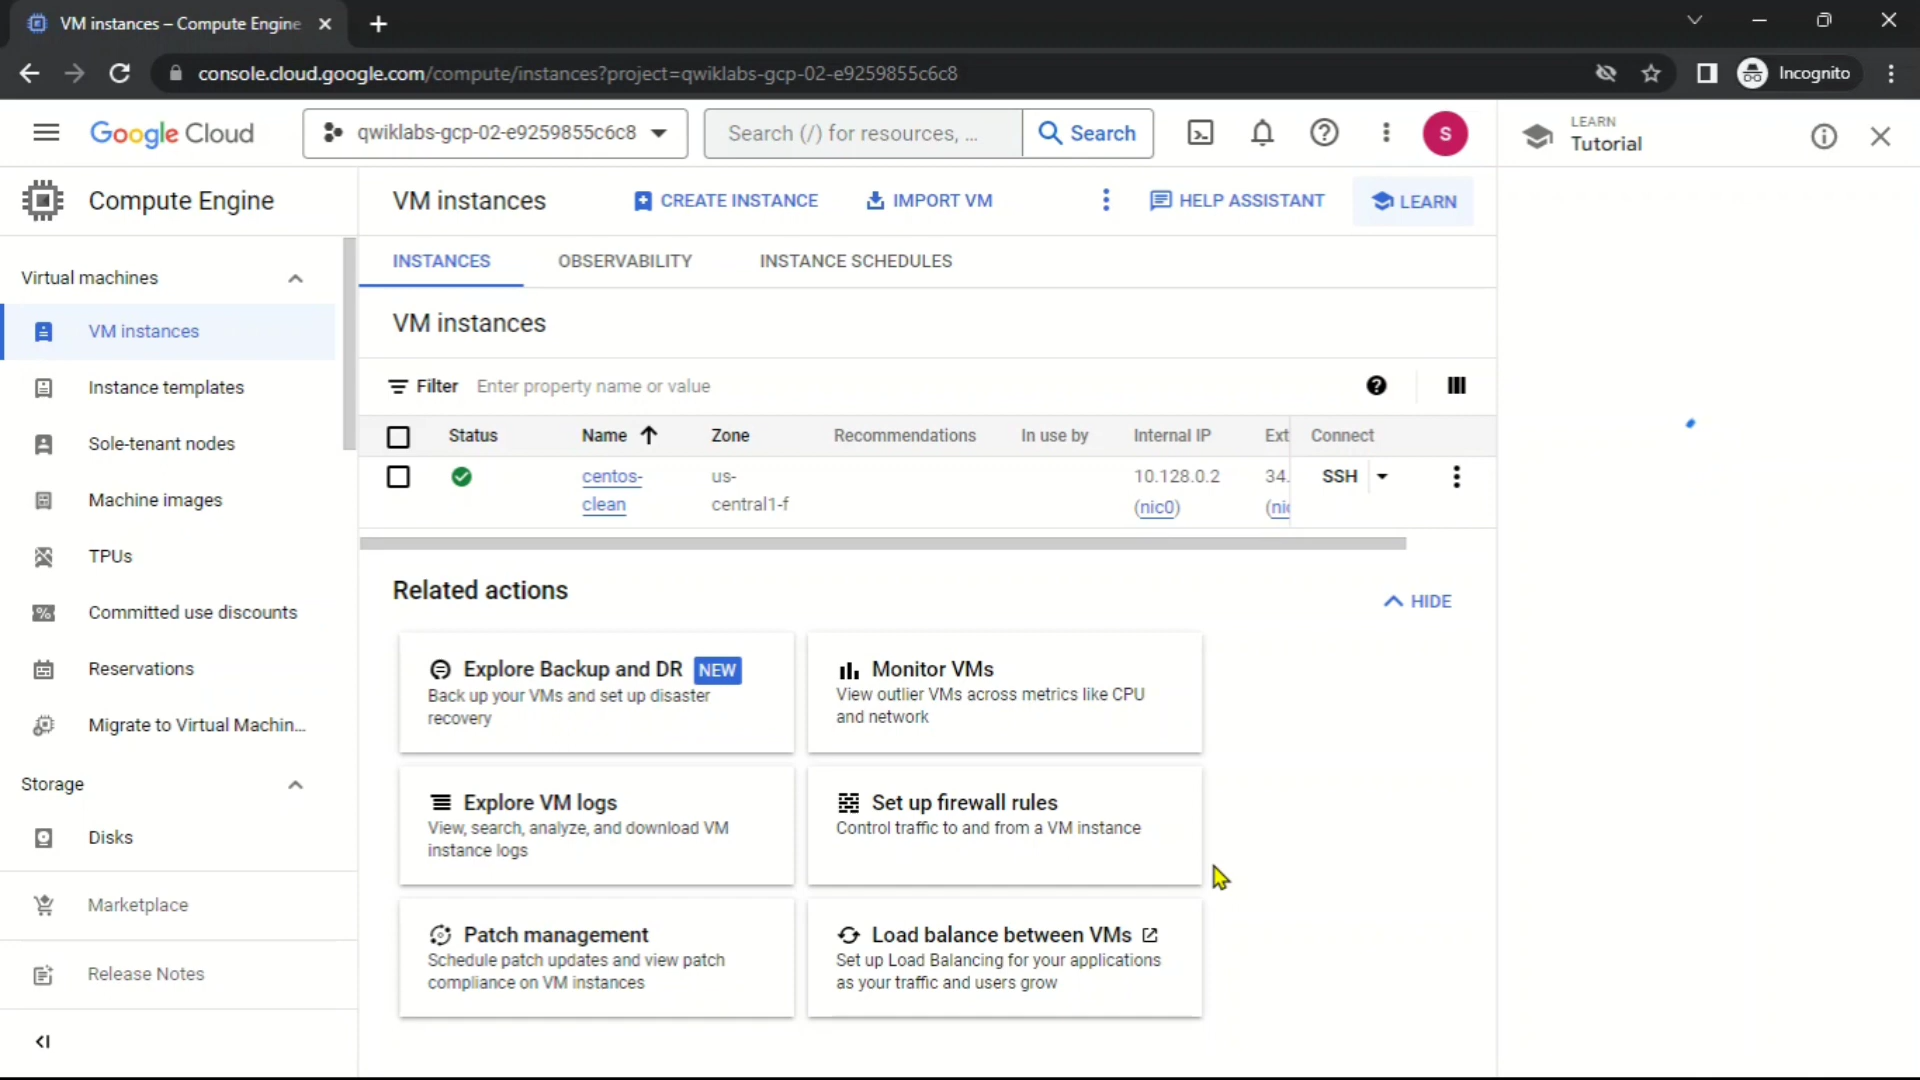 VM instances – Compute Engine
console.cloud.google.com/compute/instances?project=qwiklabs-gcp-02-e9259855c6c8
Incognito
Google Cloud
qwiklabs-gcp-02-e9259855c6c8
Search (/) for resources, ...
Search
S
LEARN
Tutorial
Compute Engine
VM instances
CREATE INSTANCE
IMPORT VM
HELP ASSISTANT
LEARN
Virtual machines
VM instances
Instance templates
Sole-tenant nodes
Machine images
TPUs
Committed use discounts
Reservations
Migrate to Virtual Machin...
Storage
Disks
Marketplace
Release Notes
INSTANCES OBSERVABILITY INSTANCE SCHEDULES
VM instances
Filter Enter property name or value
Status Name Zone Recommendations In use by Internal IP Ext Connect
centos- us- 10.128.0.2 34. SSH
clean central1-f (nic0) (nic
Related actions
HIDE
Explore Backup and DR NEW
Back up your VMs and set up disaster
recovery
Monitor VMs
View outlier VMs across metrics like CPU
and network
Explore VM logs
View, search, analyze, and download VM
instance logs
Set up firewall rules
Control traffic to and from a VM instance
Patch management
Schedule patch updates and view patch
compliance on VM instances
Load balance between VMs
Set up Load Balancing for your applications
as your traffic and users grow